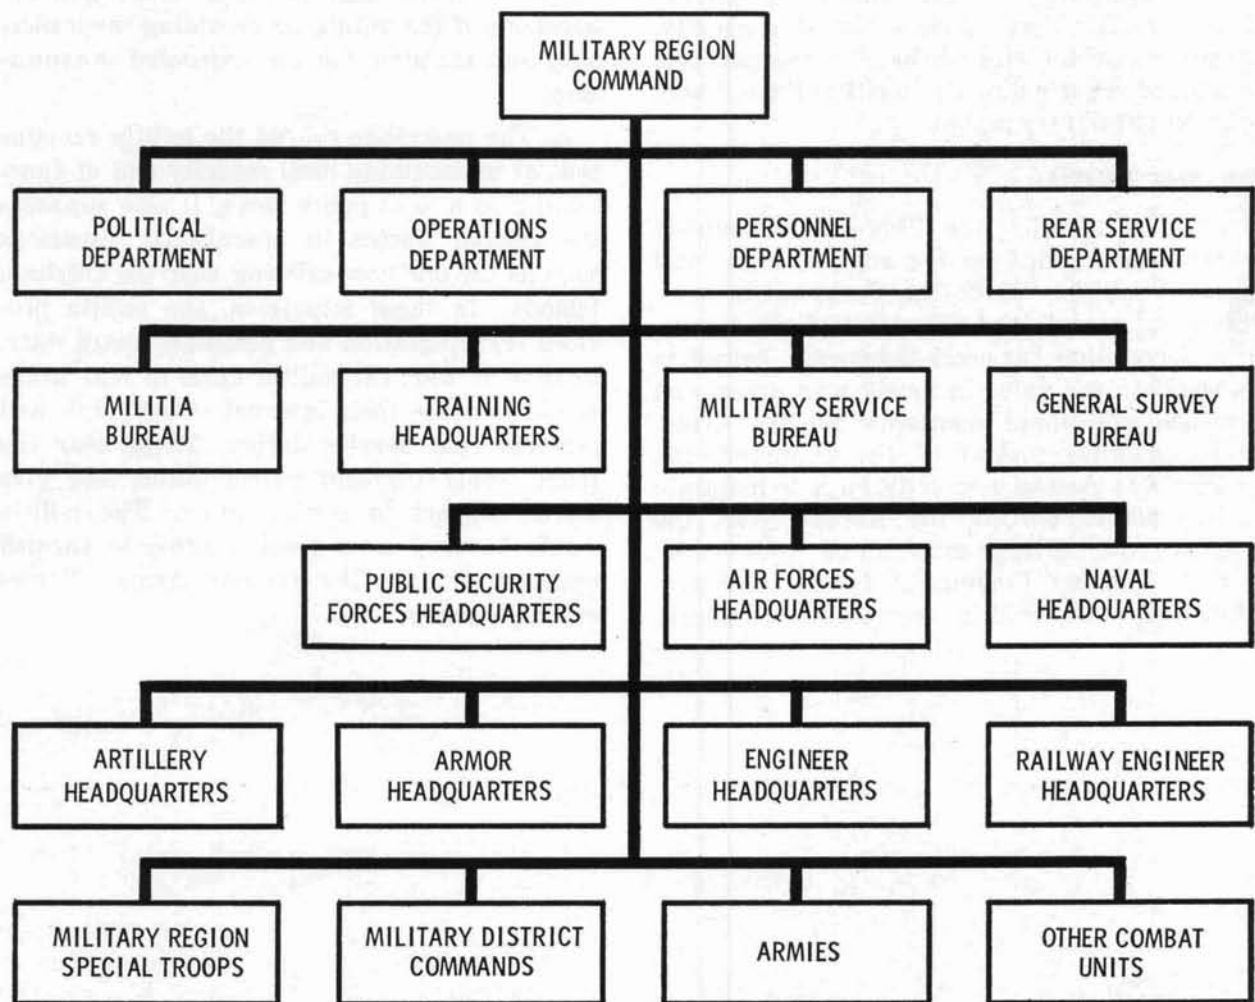 MILITARY REGION
COMMAND
POLITICAL
DEPARTMENT
OPERATIONS
DEPARTMENT
PERSONNEL
DEPARTMENT
REAR SERVICE
DEPARTMENT
MILITIA
BUREAU
TRAINING
HEADQUARTERS
MILITARY SERVICE
BUREAU
GENERAL SURVEY
BUREAU
PUBLIC SECURITY
FORCES HEADQUARTERS
AIR FORCES
HEADQUARTERS
NAVAL
HEADQUARTERS
ARTILLERY
HEADQUARTERS
ARMOR
HEADQUARTERS
ENGINEER
HEADQUARTERS
RAILWAY ENGINEER
HEADQUARTERS
MILITARY REGION
SPECIAL TROOPS
MILITARY DISTRICT
COMMANDS
ARMIES
OTHER COMBAT
UNITS